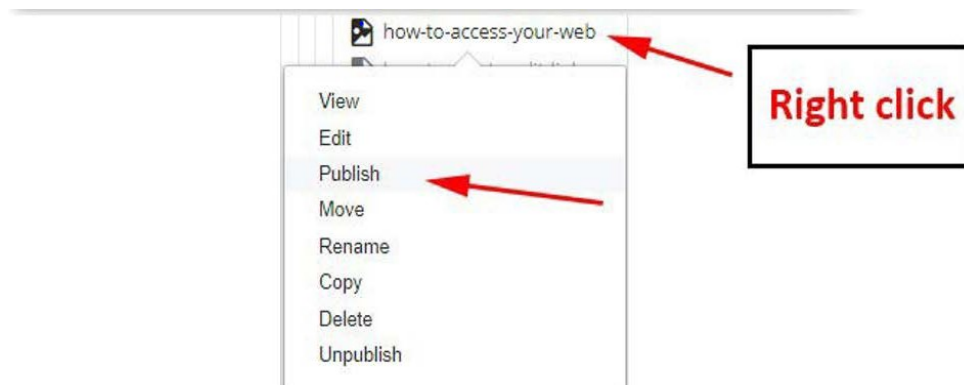 how-to-access-your-web
Right click
View
Edit
Publish
Move
Rename
Copy
Delete
Unpublish